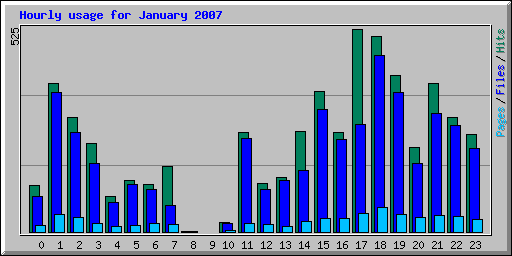 Hourly usage for January 2007
525
Pages/Files/Hits
0 1 2 3 4 5 6 7 8 9 10 11 12 13 14 15 16 17 18 19 20 21 22 23